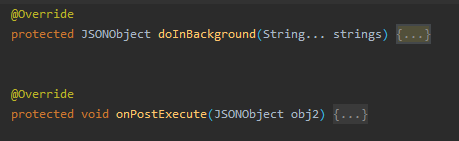 @Override
protected JSONObject doInBackground(String... strings) {...}
@Override
protected void onPostExecute(JSONObject obj2) {...}